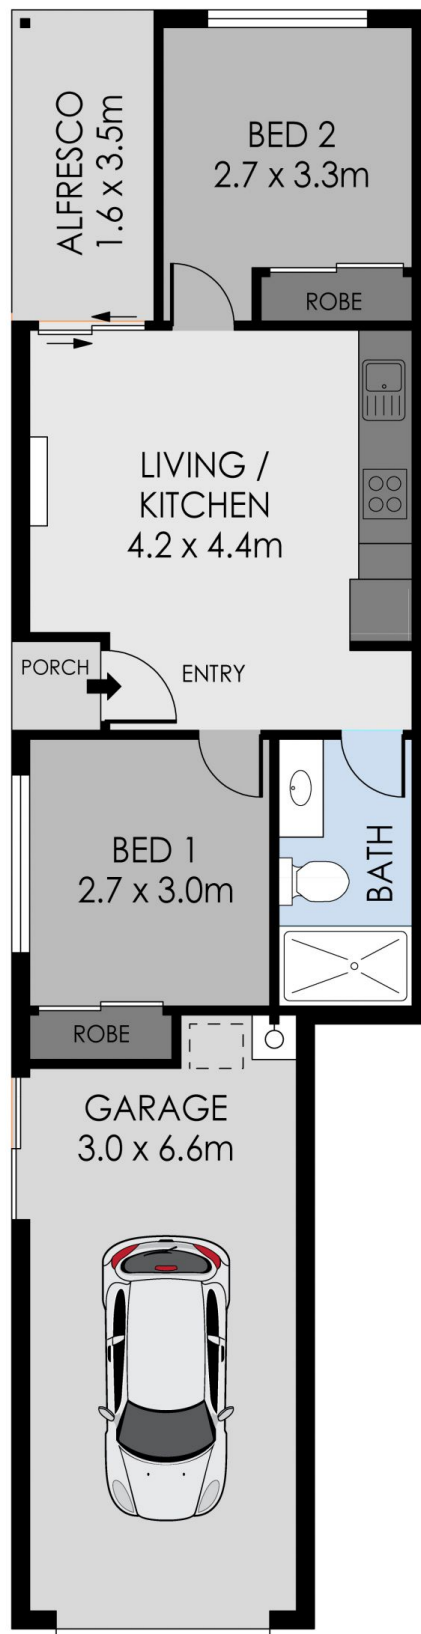 ALFRESCO
1.6 x 3.5m
BED 2
2.7 x 3.3m
ROBE
LIVING /
KITCHEN
4.2 x 4.4m
PORCH
ENTRY
BED 1
2.7 x 3.0m
BATH
ROBE
GARAGE
3.0 x 6.6m